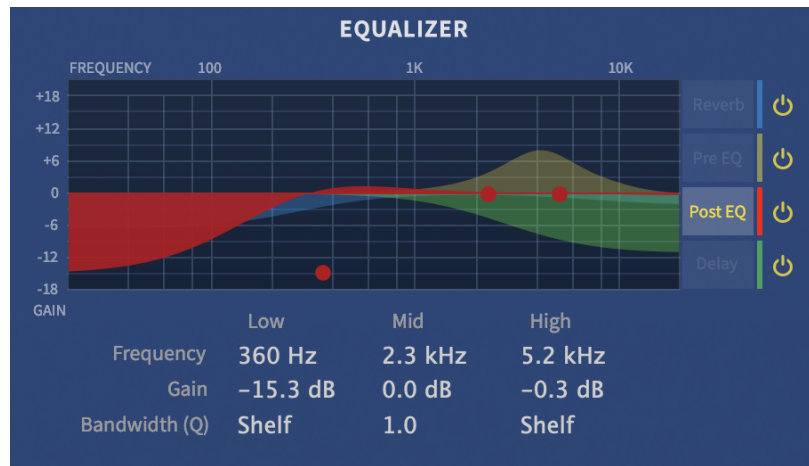 EQUALIZER
FREQUENCY 100 1K 10K
+18
+12
+6
0
-6
-12
-18
GAIN
Reverb
Pre EQ
Post EQ
Delay
Low Mid High
Frequency 360 Hz 2.3 kHz 5.2 kHz
Gain −15.3 dB 0.0 dB −0.3 dB
Bandwidth (Q) Shelf 1.0 Shelf